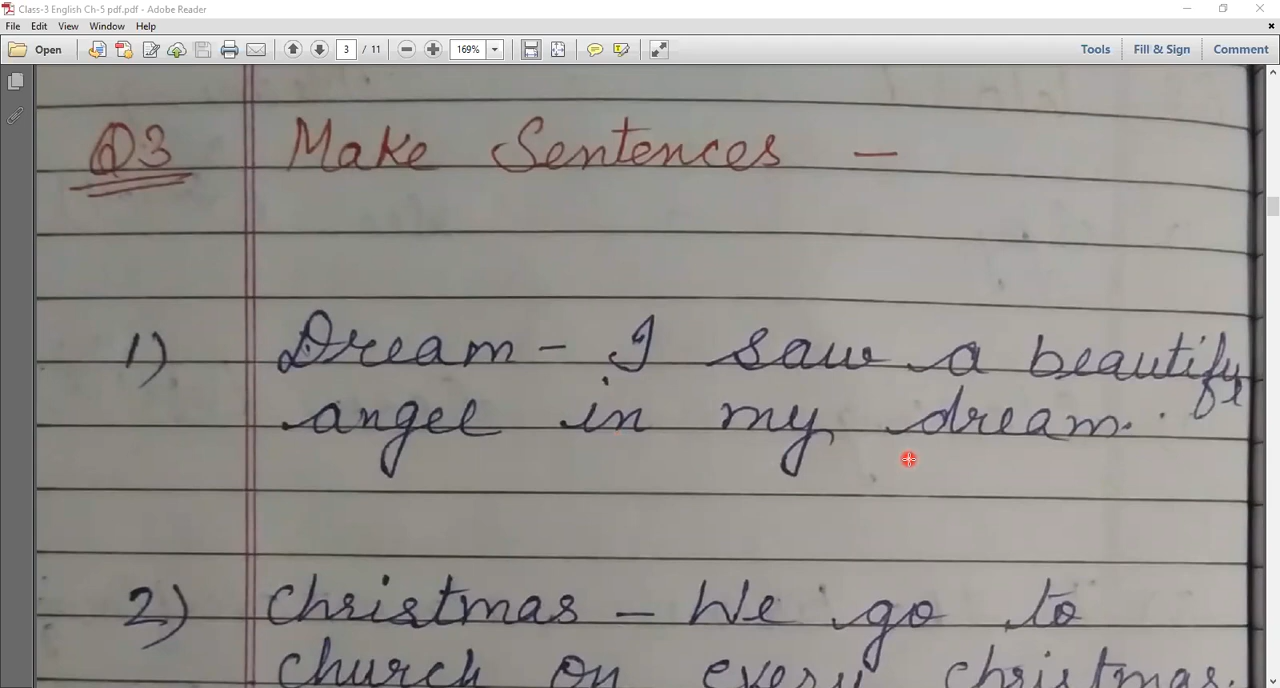 Class-3 English Ch-5 pdf.pdf - Adobe Reader
File Edit View Window Help
Open 3 / 11 169% Tools Fill & Sign Comment
Q3 Make Sentences —
1) Dream - I saw a beautiful
angel in my dream.
2) Christmas - We go to
church on every christmas.